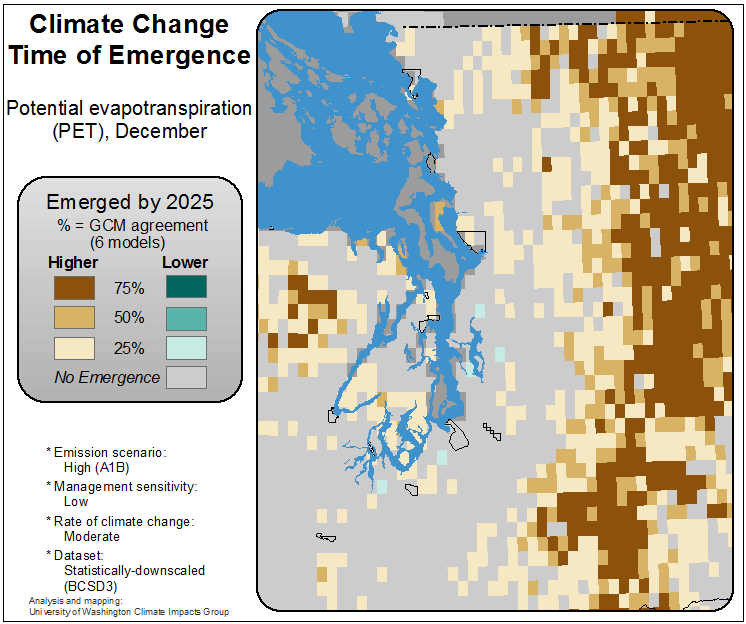 Climate Change
Time of Emergence
Potential evapotranspiration
(PET), December
Emerged by 2025
% = GCM agreement
(6 models)
Higher Lower
75%
50%
25%
No Emergence
* Emission scenario:
High (A1B)
* Management sensitivity:
Low
* Rate of climate change:
Moderate
* Dataset:
Statistically-downscaled
(BCSD3)
Analysis and mapping:
University of Washington Climate Impacts Group